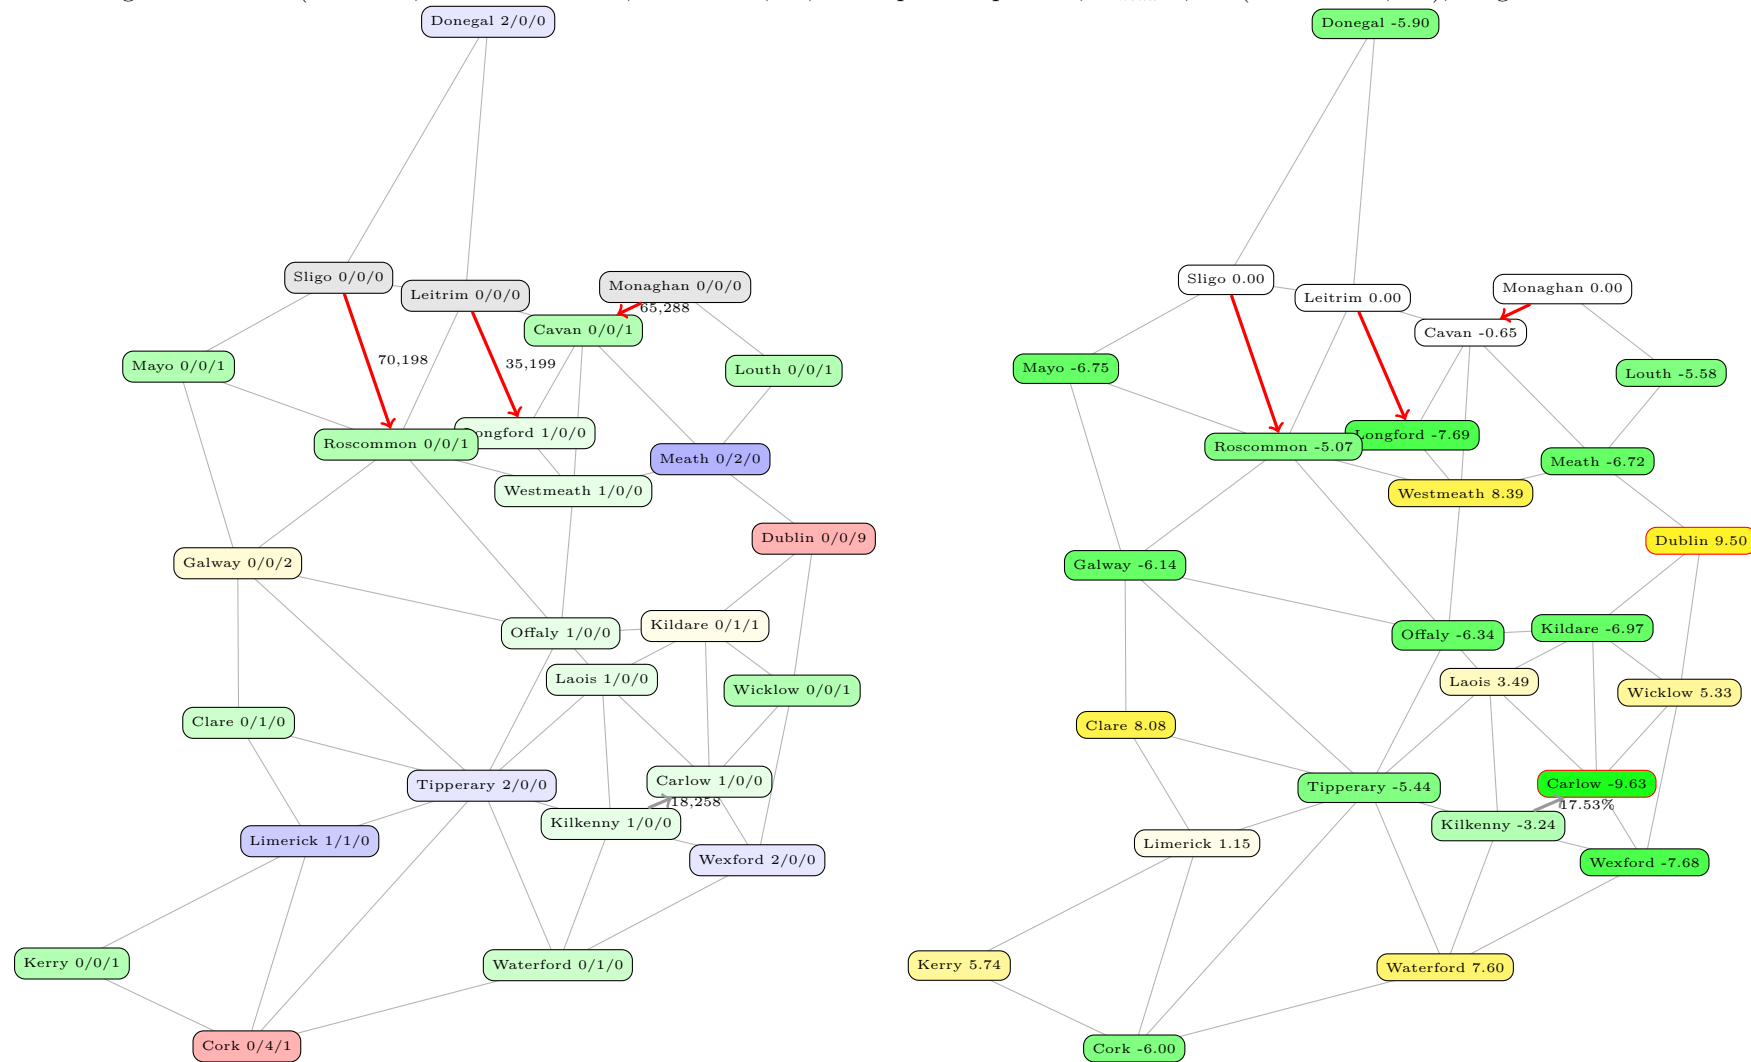 Donegal 2/0/0
Sligo 0/0/0
Leitrim 0/0/0
Monaghan 0/0/0
65,288
Cavan 0/0/1
Mayo 0/0/1
70,198
35,199
Louth 0/0/1
Roscommon 0/0/1
ongford 1/0/0
Meath 0/2/0
Westmeath 1/0/0
Dublin 0/0/9
Galway 0/0/2
Offaly 1/0/0
Kildare 0/1/1
Laois 1/0/0
Wicklow 0/0/1
Clare 0/1/0
Tipperary 2/0/0
Carlow 1/0/0
18,258
Kilkenny 1/0/0
Limerick 1/1/0
Wexford 2/0/0
Kerry 0/0/1
Waterford 0/1/0
Cork 0/4/1
Donegal -5.90
Sligo 0.00
Leitrim 0.00
Monaghan 0.00
Cavan -0.65
Mayo -6.75
Louth -5.58
Roscommon -5.07
Longford -7.69
Meath -6.72
Westmeath 8.39
Dublin 9.50
Galway -6.14
Offaly -6.34
Kildare -6.97
Laois 3.49
Wicklow 5.33
Clare 8.08
Tipperary -5.44
Carlow -9.63
17.53%
Kilkenny -3.24
Limerick 1.15
Wexford -7.68
Kerry 5.74
Waterford 7.60
Cork -6.00